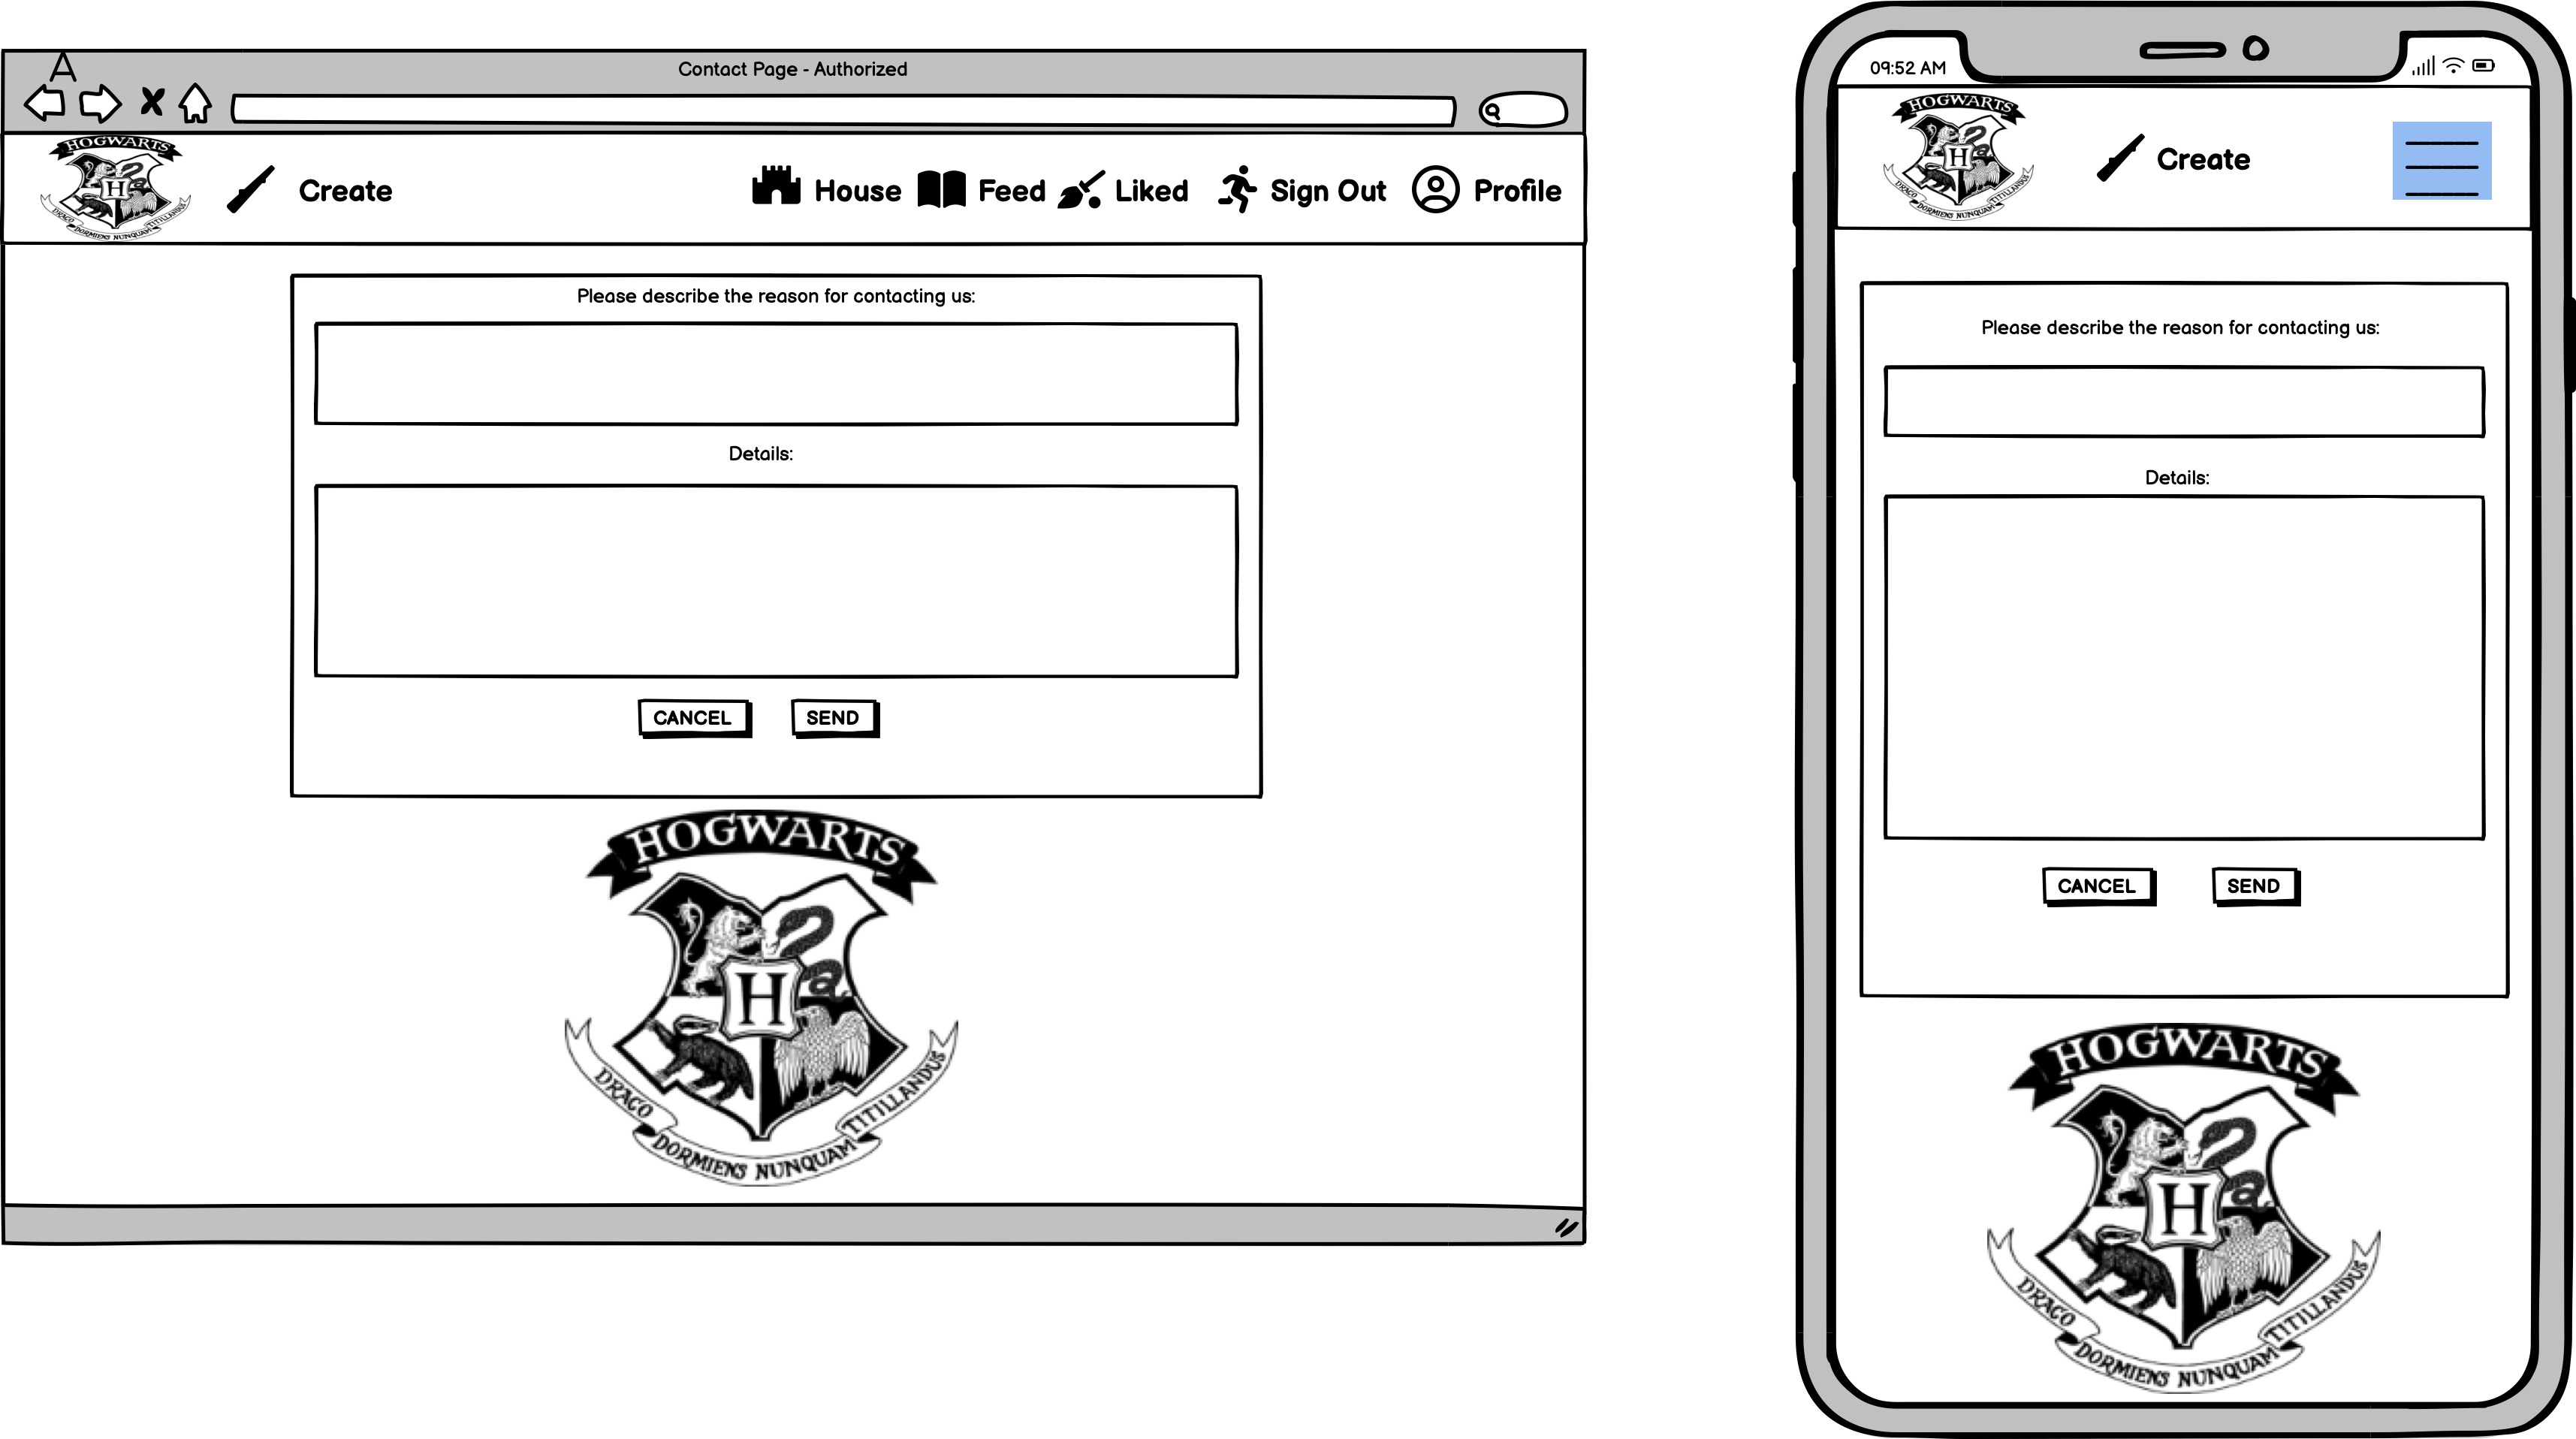 A
Contact Page - Authorized
HOGWARTS
H
DRACO
DORMIENS NUNQUAM
TITILLANDUS
Create
House
Feed
Liked
Sign Out
Profile
Please describe the reason for contacting us:
Details:
CANCEL
SEND
HOGWARTS
H
DRACO
DORMIENS NUNQUAM
TITILLANDUS
09:52 AM
HOGWARTS
H
DRACO
DORMIENS NUNQUAM
TITILLANDUS
Create
Please describe the reason for contacting us:
Details:
CANCEL
SEND
HOGWARTS
H
DRACO
DORMIENS NUNQUAM
TITILLANDUS